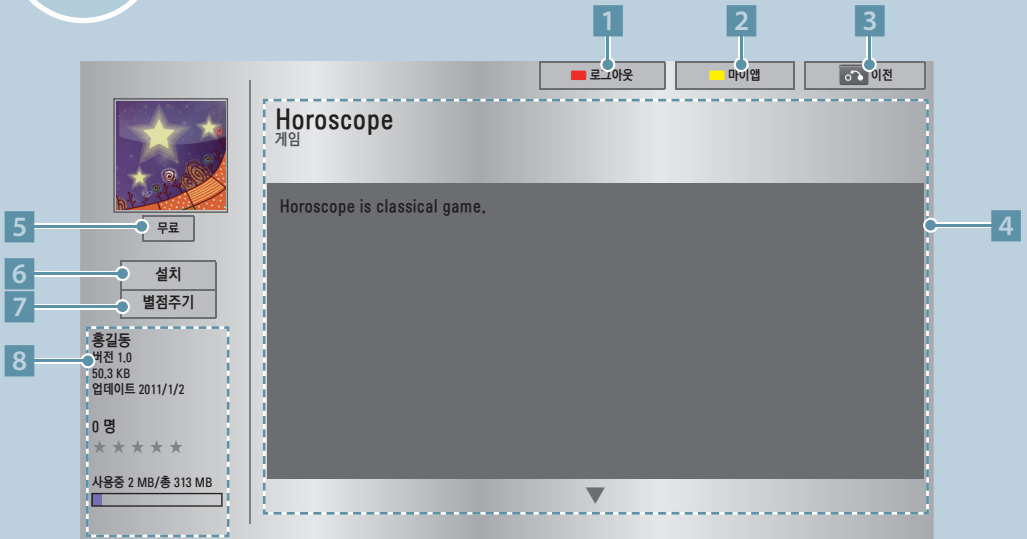 1
2
3
로그아웃
마이앱
이전
Horoscope
게임
Horoscope is classical game.
4
5
무료
6
설치
7
별점주기
8
홍길동
버전 1.0
50.3 KB
업데이트 2011/1/2
0 명
사용중 2 MB/총 313 MB